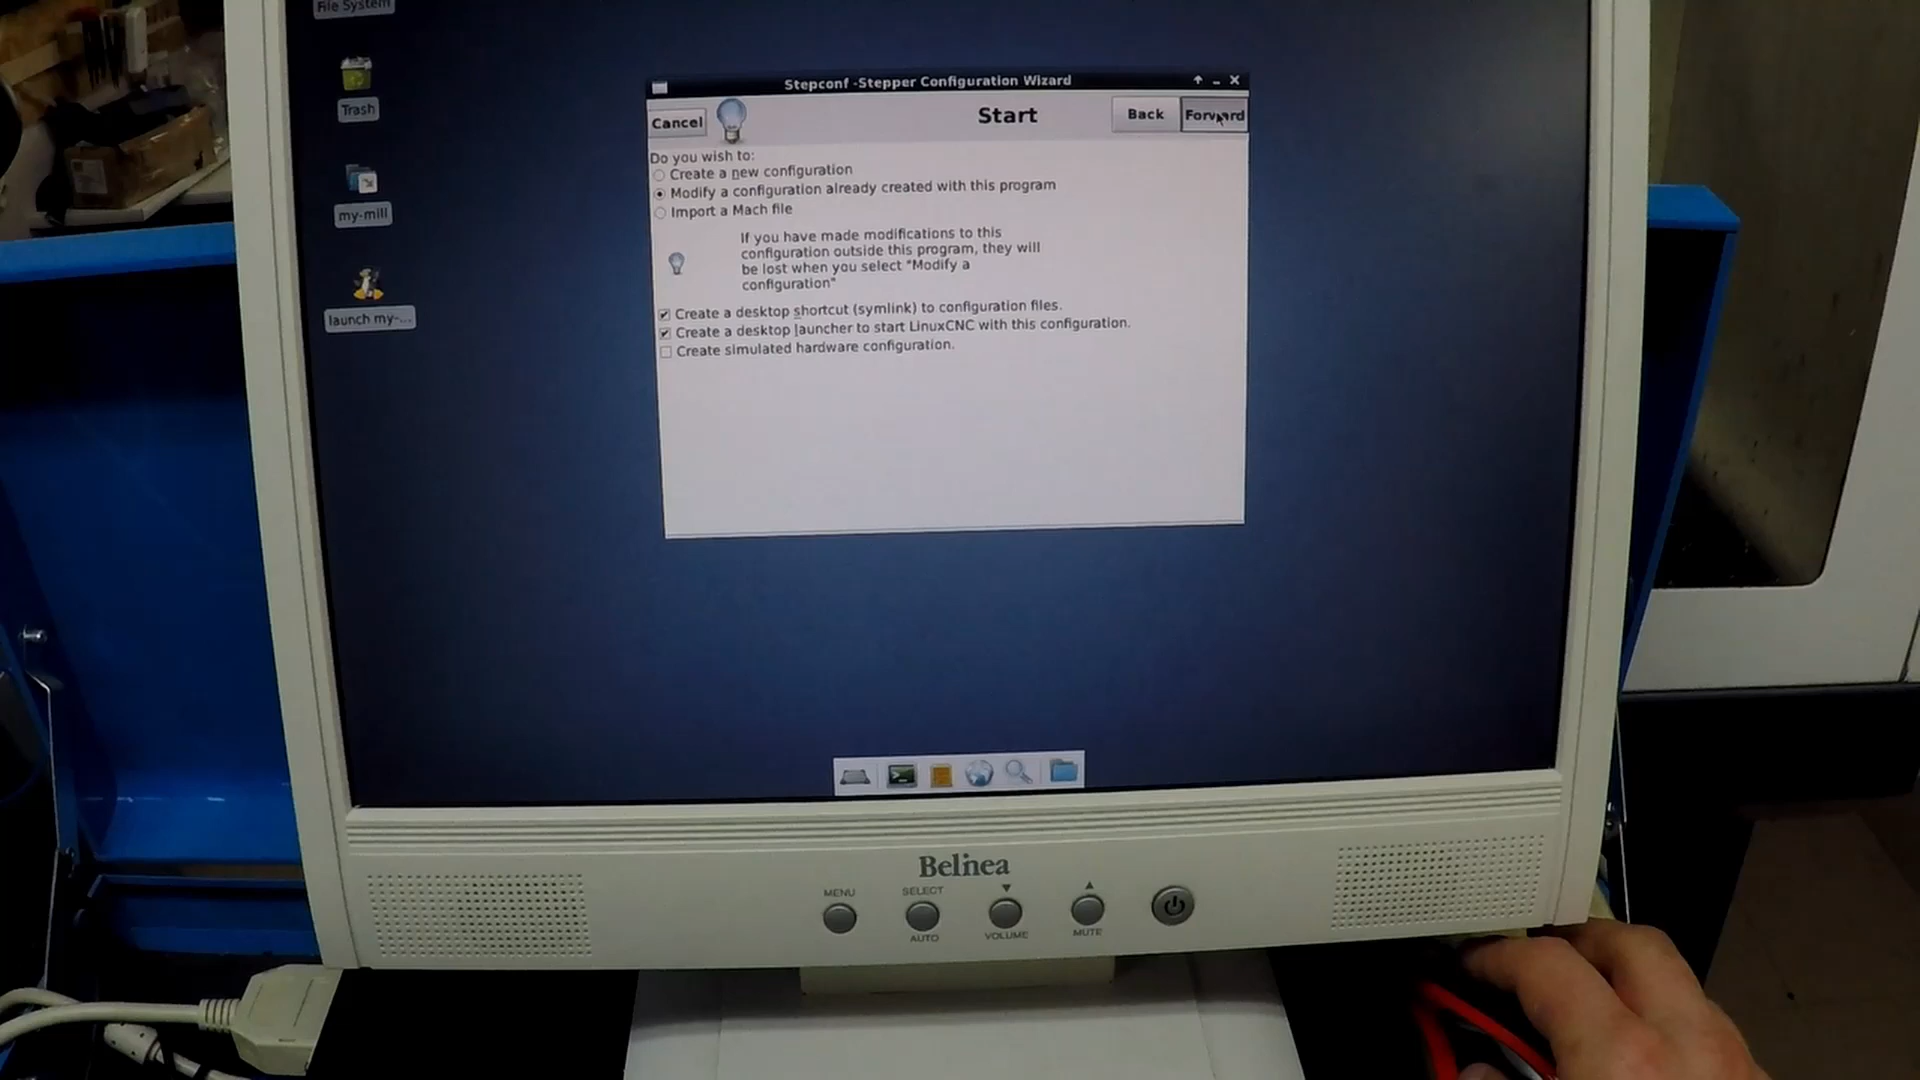 File System
Trash
my-mill
launch my-...
Stepconf -Stepper Configuration Wizard
Cancel
Start
Back
Forward
Do you wish to:
Create a new configuration
Modify a configuration already created with this program
Import a Mach file
If you have made modifications to this
configuration outside this program, they will
be lost when you select "Modify a
configuration"
Create a desktop shortcut (symlink) to configuration files.
Create a desktop launcher to start LinuxCNC with this configuration.
Create simulated hardware configuration.
Belinea
MENU
SELECT
AUTO
VOLUME
MUTE